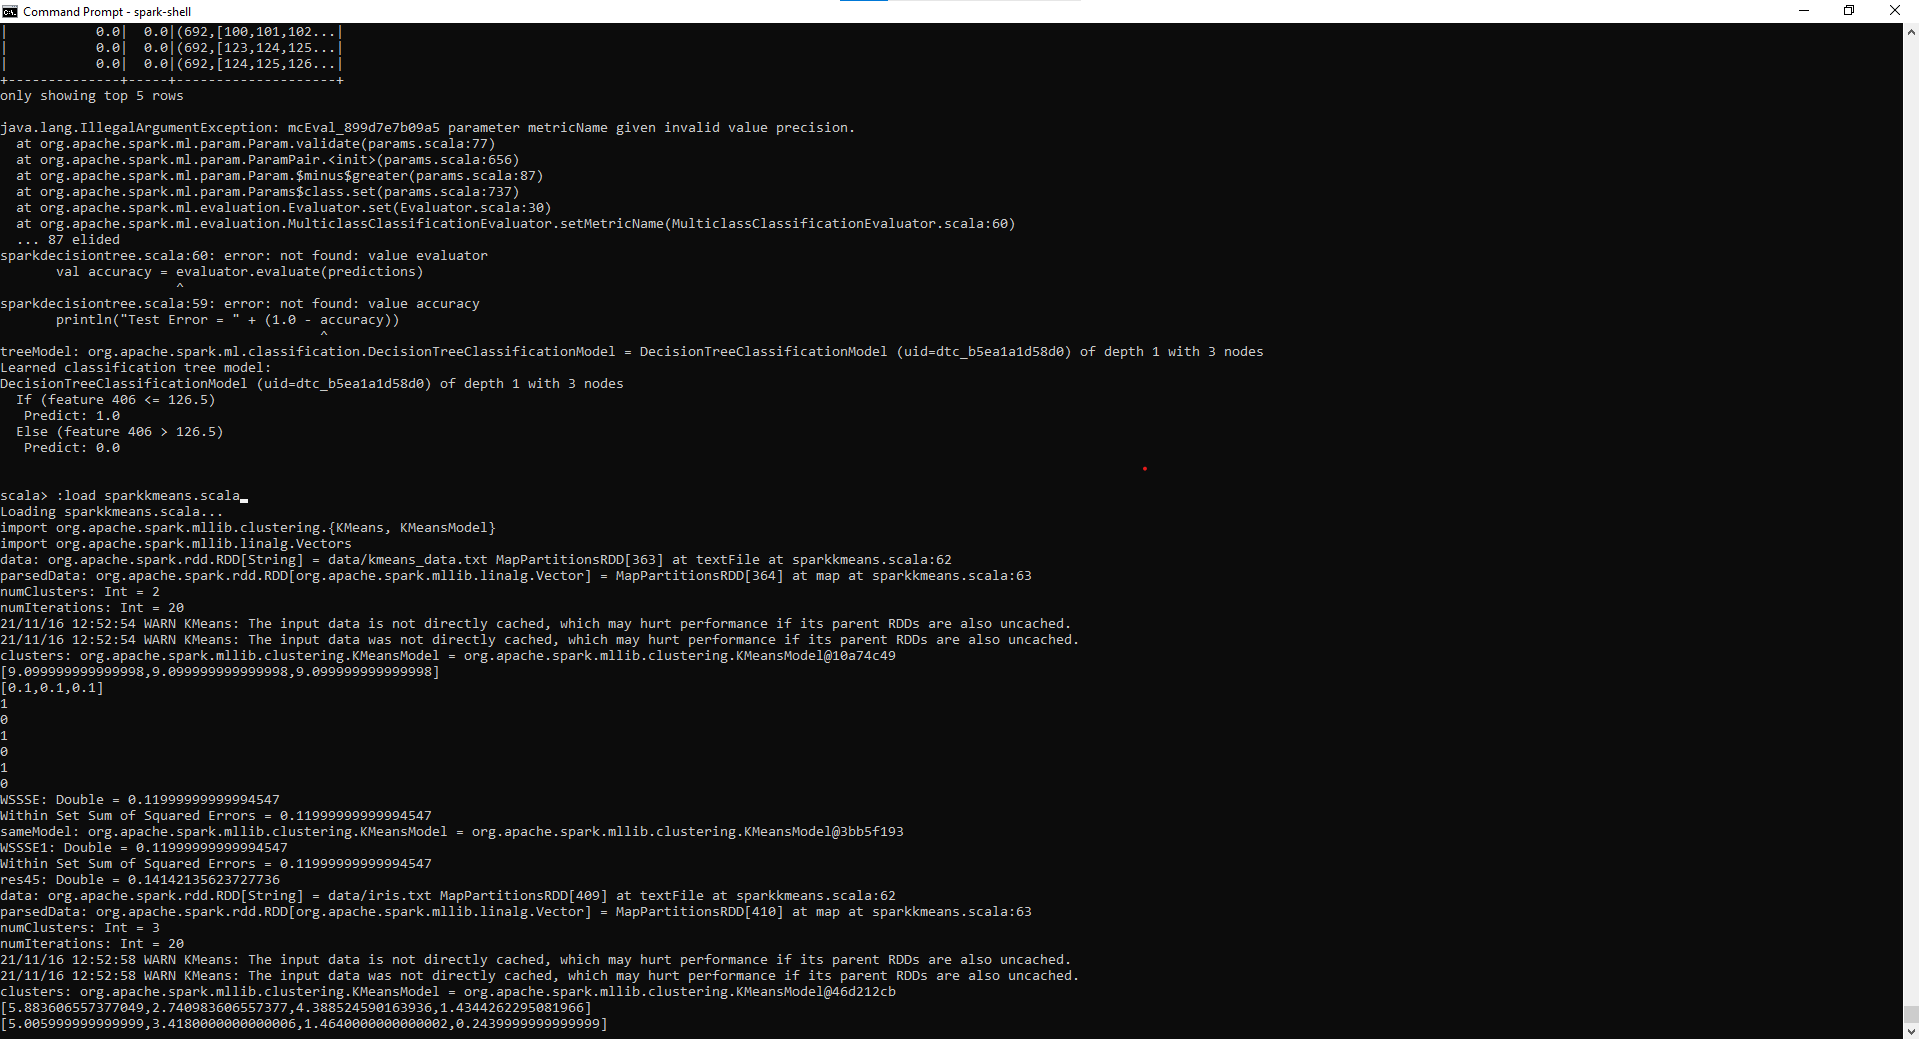 Command Prompt - spark-shell
|           0.0|  0.0|(692,[100,101,102...|
|           0.0|  0.0|(692,[123,124,125...|
|           0.0|  0.0|(692,[124,125,126...|
+--------------+-----+--------------------+
only showing top 5 rows
java.lang.IllegalArgumentException: mcEval_899d7e7b09a5 parameter metricName given invalid value precision.
  at org.apache.spark.ml.param.Param.validate(params.scala:77)
  at org.apache.spark.ml.param.ParamPair.<init>(params.scala:656)
  at org.apache.spark.ml.param.Param.$minus$greater(params.scala:87)
  at org.apache.spark.ml.param.Params$class.set(params.scala:737)
  at org.apache.spark.ml.evaluation.Evaluator.set(Evaluator.scala:30)
  at org.apache.spark.ml.evaluation.MulticlassClassificationEvaluator.setMetricName(MulticlassClassificationEvaluator.scala:60)
  ... 87 elided
sparkdecisiontree.scala:60: error: not found: value evaluator
       val accuracy = evaluator.evaluate(predictions)
                      ^
sparkdecisiontree.scala:59: error: not found: value accuracy
       println("Test Error = " + (1.0 - accuracy))
                                        ^
treeModel: org.apache.spark.ml.classification.DecisionTreeClassificationModel = DecisionTreeClassificationModel (uid=dtc_b5ea1a1d58d0) of depth 1 with 3 nodes
Learned classification tree model:
DecisionTreeClassificationModel (uid=dtc_b5ea1a1d58d0) of depth 1 with 3 nodes
  If (feature 406 <= 126.5)
   Predict: 1.0
  Else (feature 406 > 126.5)
   Predict: 0.0
scala> :load sparkkmeans.scala
Loading sparkkmeans.scala...
import org.apache.spark.mllib.clustering.{KMeans, KMeansModel}
import org.apache.spark.mllib.linalg.Vectors
data: org.apache.spark.rdd.RDD[String] = data/kmeans_data.txt MapPartitionsRDD[363] at textFile at sparkkmeans.scala:62
parsedData: org.apache.spark.rdd.RDD[org.apache.spark.mllib.linalg.Vector] = MapPartitionsRDD[364] at map at sparkkmeans.scala:63
numClusters: Int = 2
numIterations: Int = 20
21/11/16 12:52:54 WARN KMeans: The input data is not directly cached, which may hurt performance if its parent RDDs are also uncached.
21/11/16 12:52:54 WARN KMeans: The input data was not directly cached, which may hurt performance if its parent RDDs are also uncached.
clusters: org.apache.spark.mllib.clustering.KMeansModel = org.apache.spark.mllib.clustering.KMeansModel@10a74c49
[9.099999999999998,9.099999999999998,9.099999999999998]
[0.1,0.1,0.1]
1
0
1
0
1
0
WSSSE: Double = 0.11999999999994547
Within Set Sum of Squared Errors = 0.11999999999994547
sameModel: org.apache.spark.mllib.clustering.KMeansModel = org.apache.spark.mllib.clustering.KMeansModel@3bb5f193
WSSSE1: Double = 0.11999999999994547
Within Set Sum of Squared Errors = 0.11999999999994547
res45: Double = 0.14142135623727736
data: org.apache.spark.rdd.RDD[String] = data/iris.txt MapPartitionsRDD[409] at textFile at sparkkmeans.scala:62
parsedData: org.apache.spark.rdd.RDD[org.apache.spark.mllib.linalg.Vector] = MapPartitionsRDD[410] at map at sparkkmeans.scala:63
numClusters: Int = 3
numIterations: Int = 20
21/11/16 12:52:58 WARN KMeans: The input data is not directly cached, which may hurt performance if its parent RDDs are also uncached.
21/11/16 12:52:58 WARN KMeans: The input data was not directly cached, which may hurt performance if its parent RDDs are also uncached.
clusters: org.apache.spark.mllib.clustering.KMeansModel = org.apache.spark.mllib.clustering.KMeansModel@46d212cb
[5.883606557377049,2.740983606557377,4.388524590163936,1.4344262295081966]
[5.005999999999999,3.4180000000000006,1.4640000000000002,0.2439999999999999]